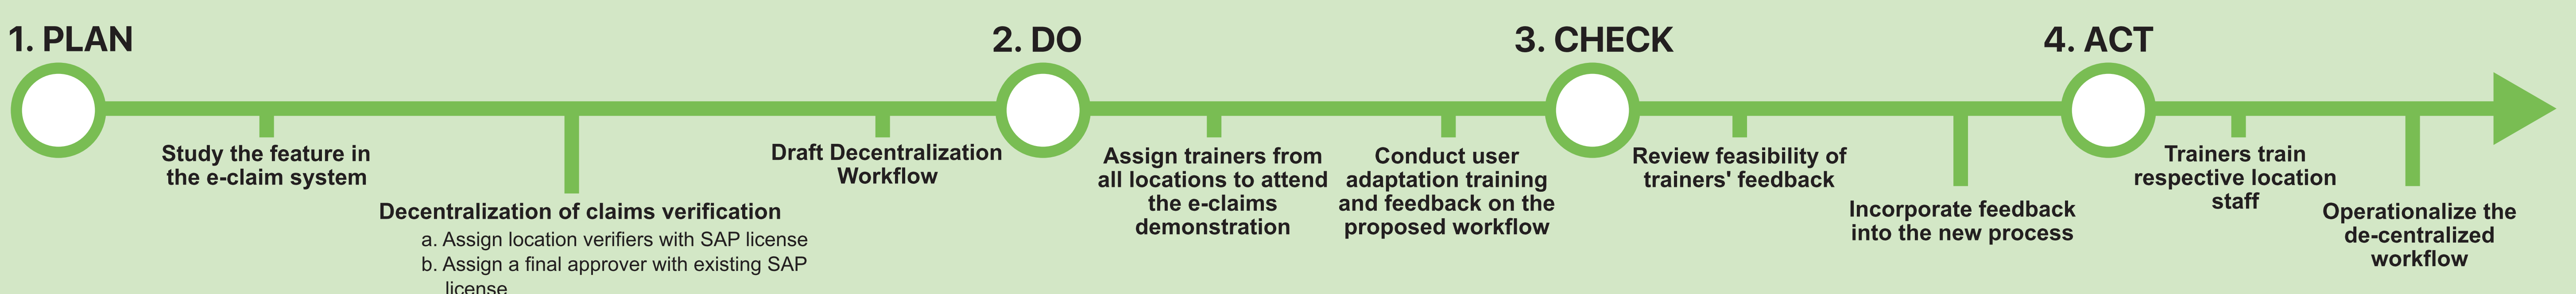 1. PLAN
Study the feature in
the e-claim system
Decentralization of claims verification
a. Assign location verifiers with SAP license
b. Assign a final approver with existing SAP
license
Draft Decentralization
Workflow
2. DO
Assign trainers from
all locations to attend
the e-claims
demonstration
Conduct user
adaptation training
and feedback on the
proposed workflow
3. CHECK
Review feasibility of
trainers' feedback
Incorporate feedback
into the new process
4. ACT
Trainers train
respective location
staff
Operationalize the
de-centralized
workflow